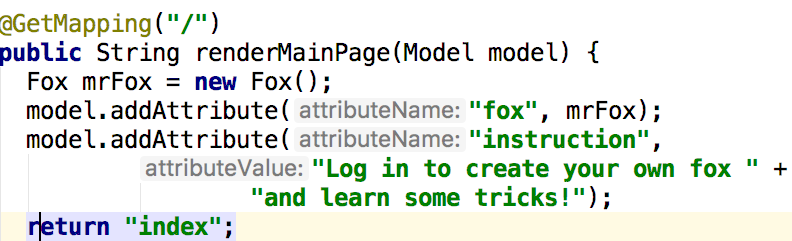 @GetMapping("/")
public String renderMainPage(Model model) {
Fox mrFox = new Fox();
model.addAttribute( attributeName: "fox", mrFox);
model.addAttribute( attributeName: "instruction",
attributeValue: "Log in to create your own fox " +
"and learn some tricks!");
return "index";